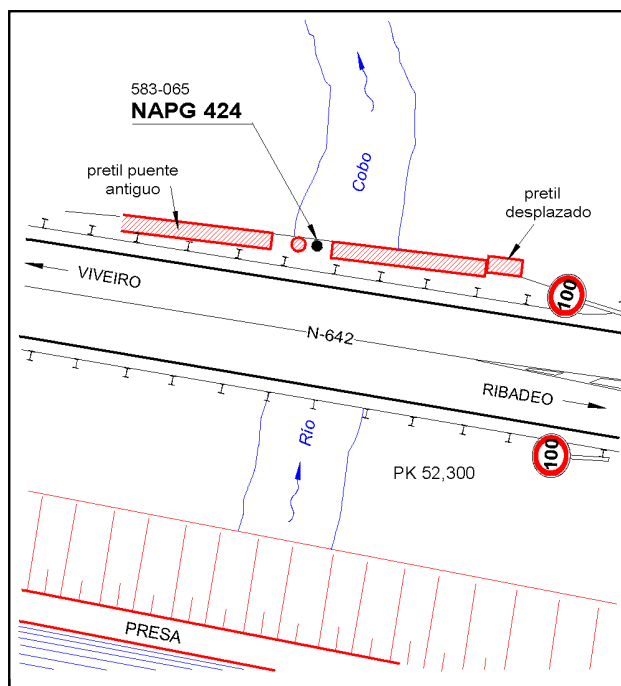 583-065
NAPG 424
pretil puente
antiguo
Cobo
pretil
desplazado
VIVEIRO
100
N-642
RIBADEO
100
Río
PK 52,300
PRESA